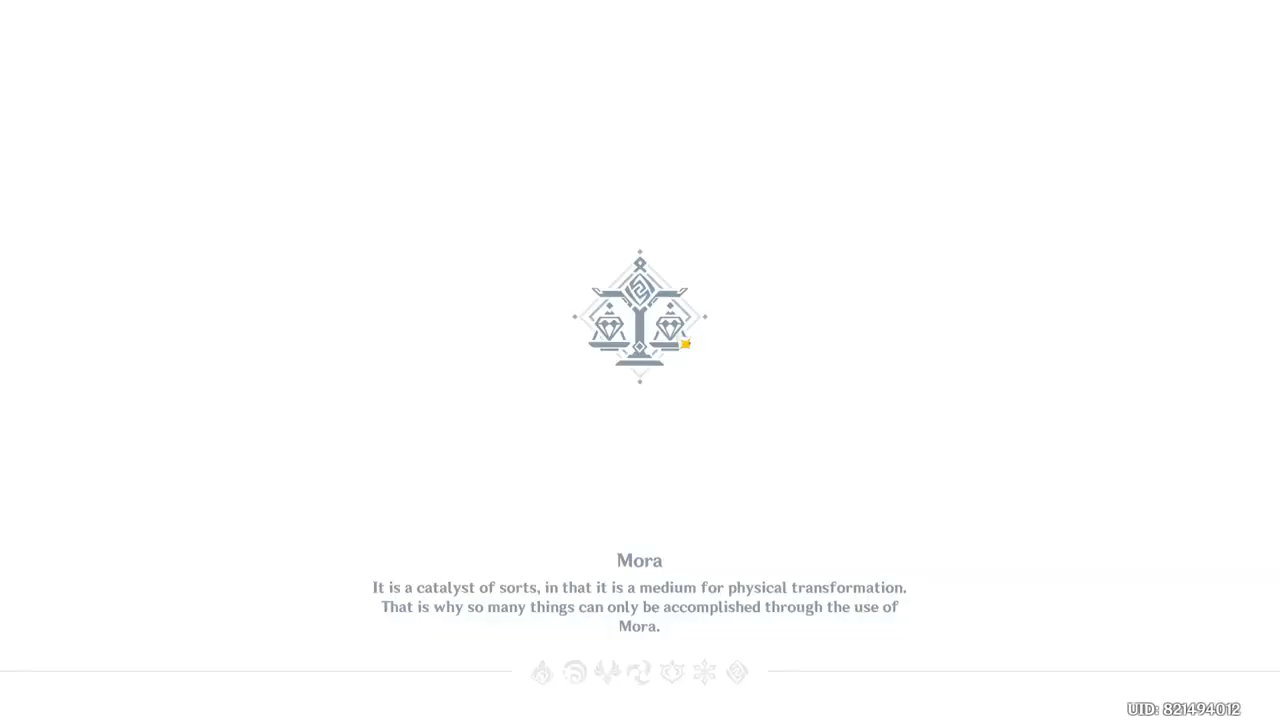 Mora
It is a catalyst of sorts, in that it is a medium for physical transformation.
That is why so many things can only be accomplished through the use of
Mora.
UID: 821494012